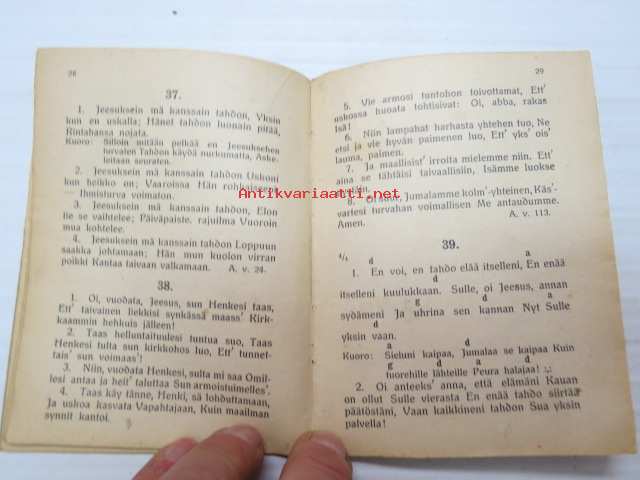 28
37.
1. Jeesuksein mä kanssain tahdon, Yksin
kun en uskalla; Hänet tahdon luonain pitää,
Rintahans nojata.
Kuoro: Silloin mitään pelkää en Jeesuksehen
turvaten Tahdon käydä nurkumatta, Aske-
leitaan seuraten.
2. Jeesuksein mä kanssain tahdon Uskoni
kun heikko on; Vaaroissa Hän
— Ihmisturva voimaton.
3. Jeesuksein mä kanssain tahdon, Elon
tie se vaihtelee; Päiväpaiste. rajuilma Vuoroin
mua kohtelee.
4. Jeesuksein mä kanssain tahdon Loppuun
saakka johtamaan; Hän mun kuolon virran
poikki Kantaa taivaan valkamaan.
A. v. 24.
38.
1. Oi, vuodata, Jeesus, sun Henkesi taas,
Ett' taivainen liekkisi synkässä maass' Kirk-
kaammin hehkuis jälleen!
2. Taas helluntaituulesi tuntua suo, Taas
Henkesi tulta sun kirkkohos luo, Ett' tunnet-
tais' sun voimaas'!
3. Niin, vuodata Henkesi, sulta mi saa Omil-
lesi antaa ja heit' taluttaa Sun armoistuimelles'.
4. Taas käy tänne, Henki, sä lohduttamaan,
Ja uskoa kasvata Vapahtajaan, Kuin maailman
synnit kantoi.
29
5. Vie armosi tuntohon toivottomat, Ett'
uskossa huoata tohtisivat: Oi, abba, rakas
Isä!
6. Niin lampahat harhasta yhtehen tuo, Ne
etsi ja vie hyvän paimenen luo, Ett' yks' ois'
lauma, paimen.
7. Ja maallisist' irroita mielemme niin. Ett'
aina se tähtäisi taivaallisiin, Isämme luokse
8. Oi suur', Jumalamme kolm'-yhteinen, Käs'-
vartesi turvahan voimallisen Me antaudumme.
Amen.
A. v. 113.
Antikvariaatti.net
39.
4/4 d a
1. En voi, en tahdo elää itselleni, En enää
d d
itselleni kuulukkaan. Sulle, oi Jeesus, annan
g d a
sydämeni Ja uhrina sen kannan Nyt Sulle
d
yksin vaan.
d a d
Kuoro: Sieluni kaipaa, Jumalaa se kaipaa Kuin
g d a d
tuorehille lähteille Peura halajaa!
2. Oi anteeks' anna, että elämäni Kauan
on ollut Sulle vierasta En enää tahdo siirtää
päätöstäni, Vaan kaikkineni tahdon Sua yksin
palvella!